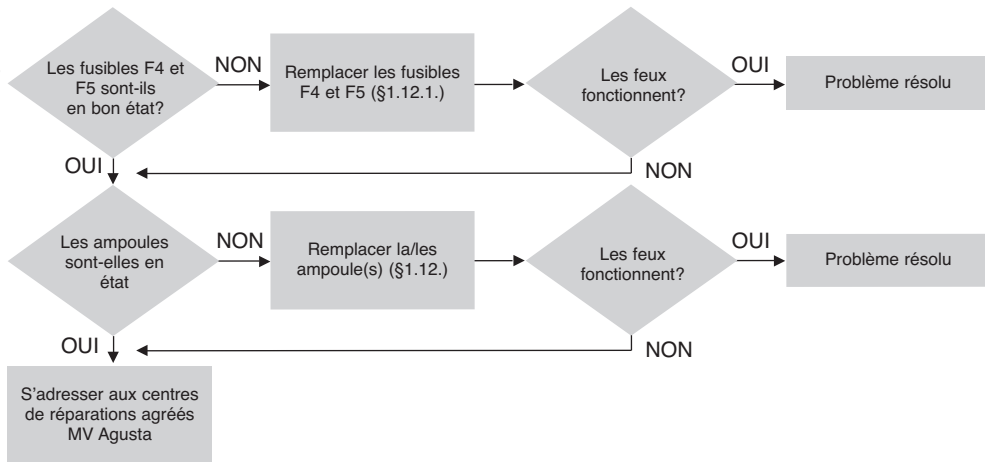 Les fusibles F4 et
F5 sont-ils
en bon état?
NON
Remplacer les fusibles
F4 et F5 (§1.12.1.)
Les feux
fonctionnent?
OUI
Problème résolu
OUI
NON
Les ampoules
sont-elles en
état
NON
Remplacer la/les
ampoule(s) (§1.12.)
Les feux
fonctionnent?
OUI
Problème résolu
OUI
NON
S'adresser aux centres
de réparations agréés
MV Agusta